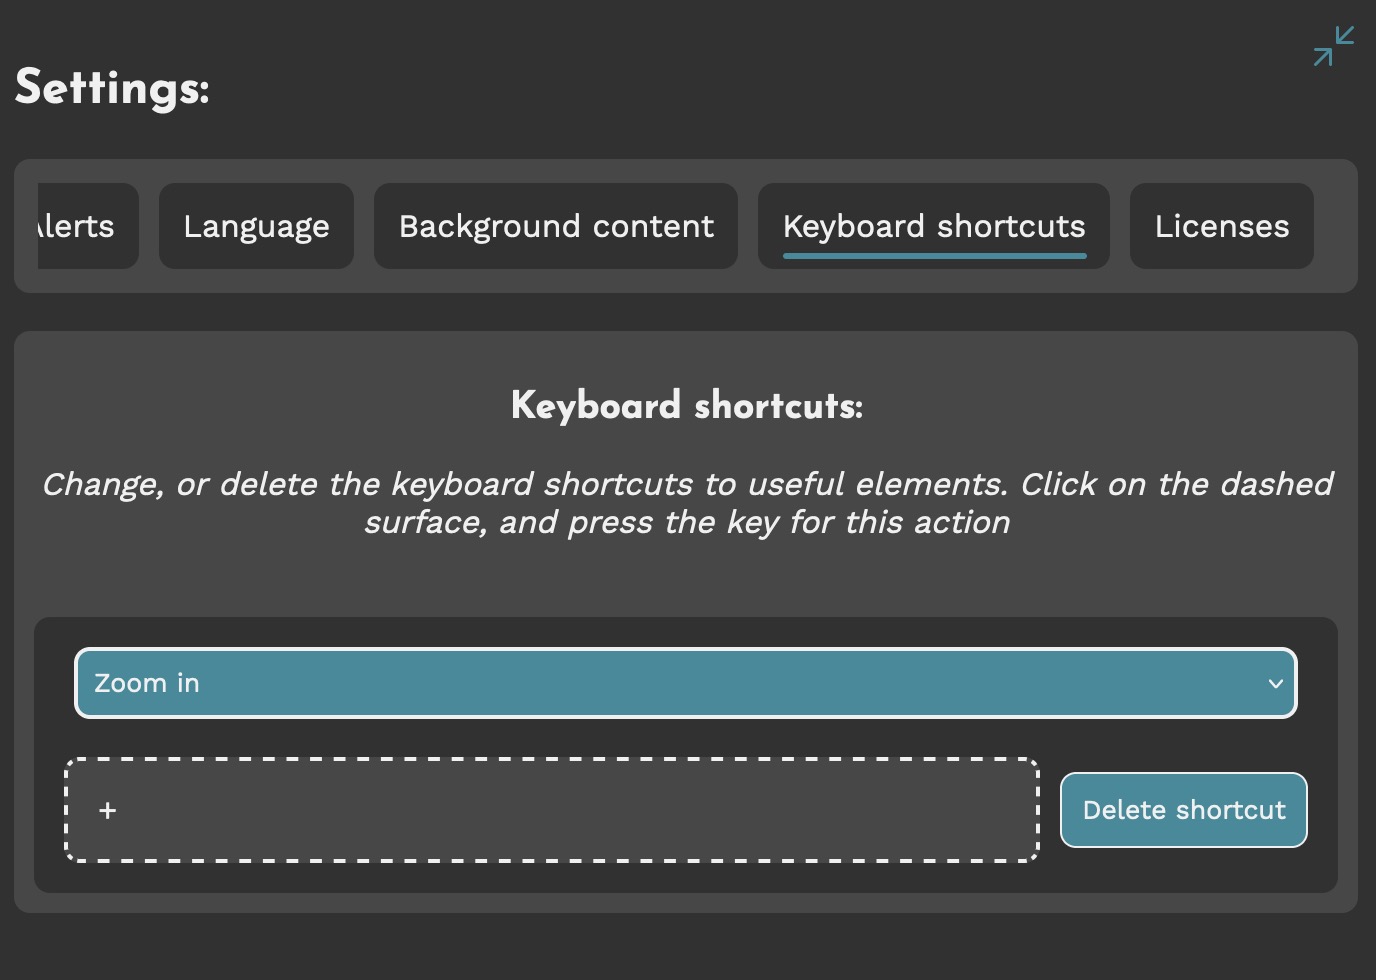 Settings:
Alerts Language Background content Keyboard shortcuts Licenses
Keyboard shortcuts:
Change, or delete the keyboard shortcuts to useful elements. Click on the dashed
surface, and press the key for this action
Zoom in
+
Delete shortcut